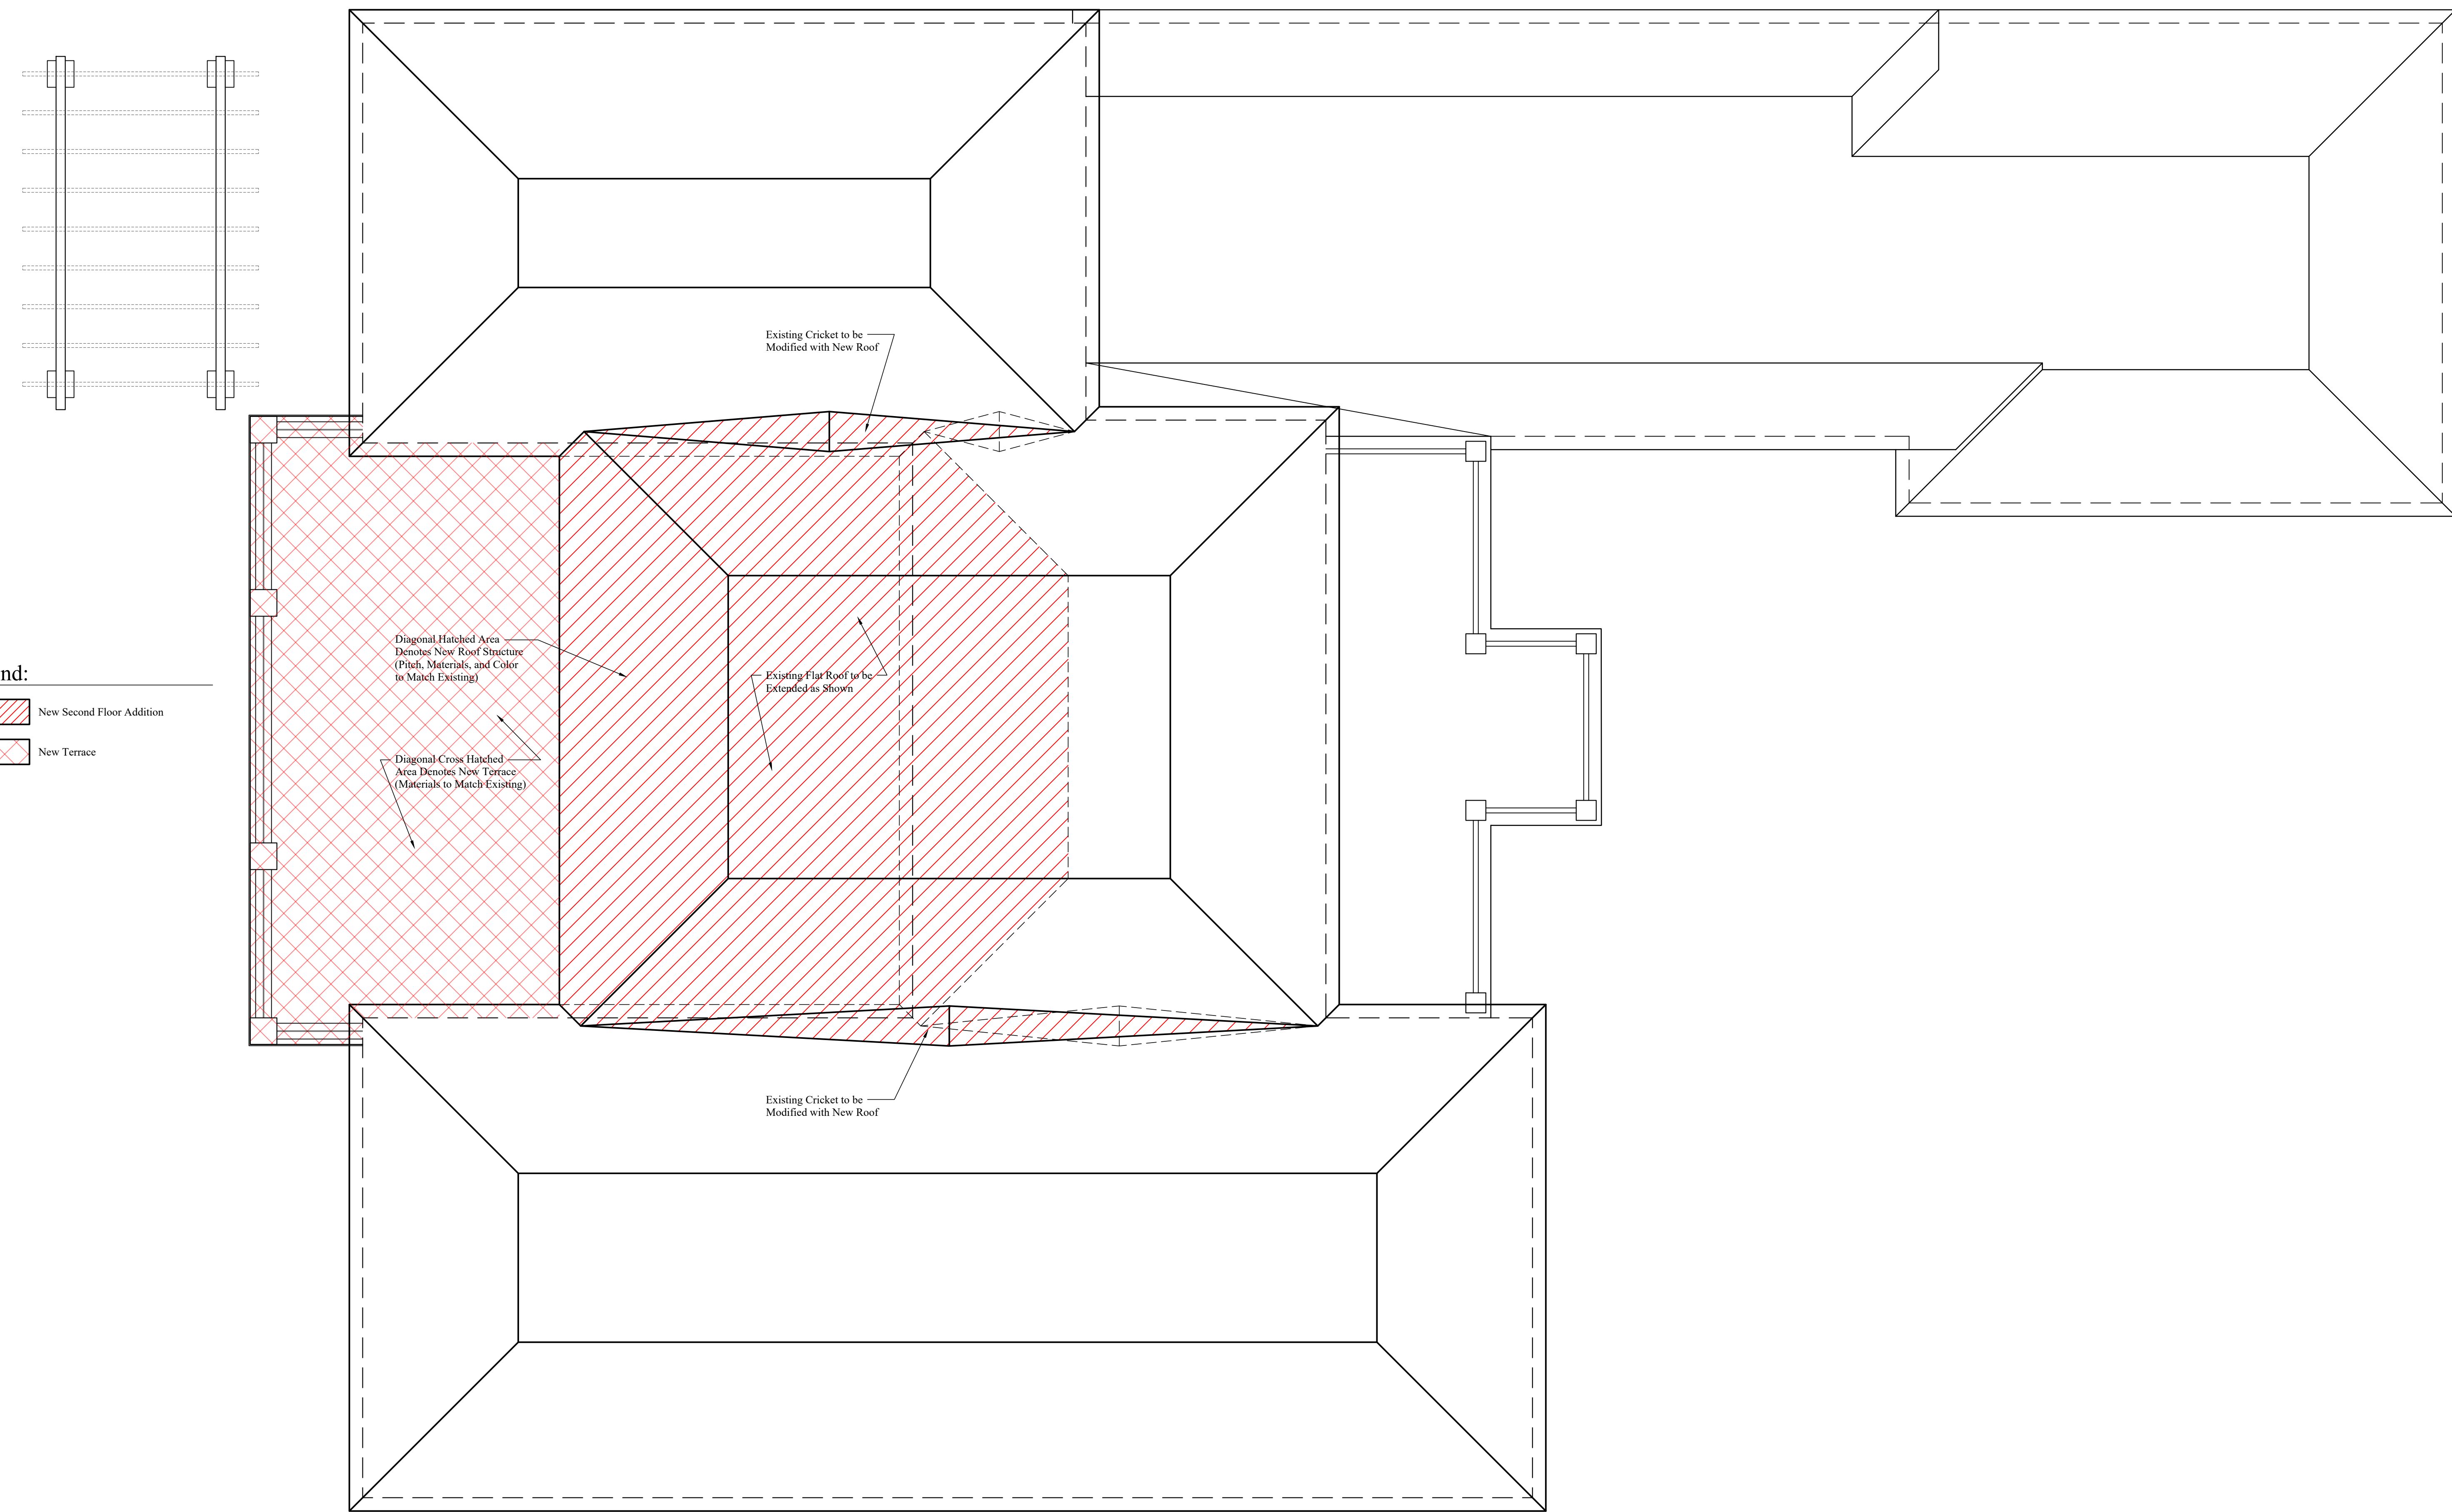 Existing Cricket to be
Modified with New Roof
Diagonal Hatched Area
Denotes New Roof Structure
(Pitch, Materials, and Color
to Match Existing)
Existing Flat Roof to be
Extended as Shown
nd:
New Second Floor Addition
New Terrace
Diagonal Cross Hatched
Area Denotes New Terrace
(Materials to Match Existing)
Existing Cricket to be
Modified with New Roof